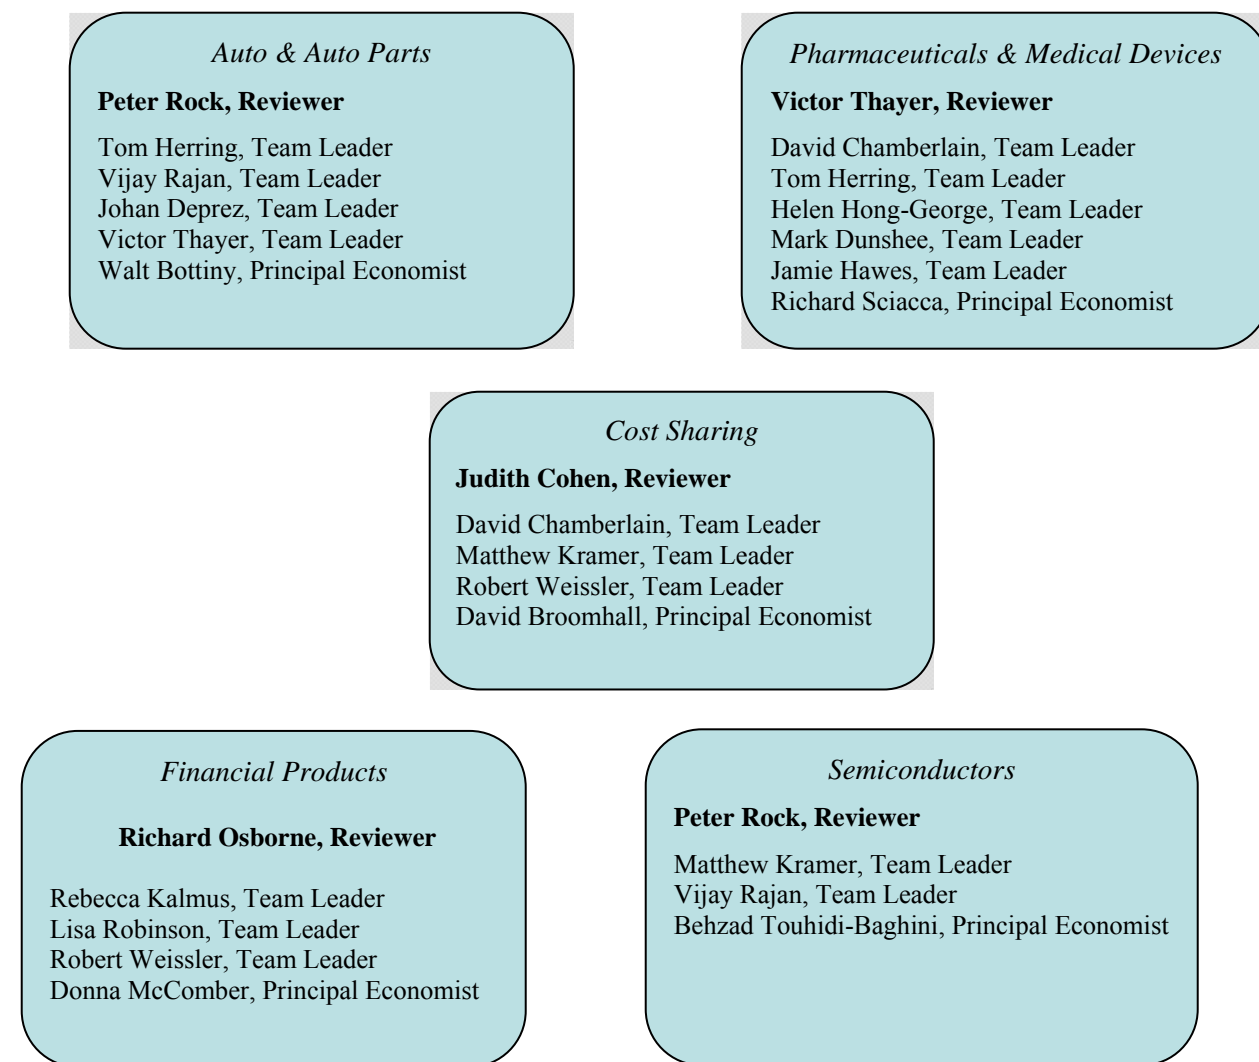 Auto & Auto Parts
Peter Rock, Reviewer
Tom Herring, Team Leader
Vijay Rajan, Team Leader
Johan Deprez, Team Leader
Victor Thayer, Team Leader
Walt Bottiny, Principal Economist
Pharmaceuticals & Medical Devices
Victor Thayer, Reviewer
David Chamberlain, Team Leader
Tom Herring, Team Leader
Helen Hong-George, Team Leader
Mark Dunshee, Team Leader
Jamie Hawes, Team Leader
Richard Sciacca, Principal Economist
Cost Sharing
Judith Cohen, Reviewer
David Chamberlain, Team Leader
Matthew Kramer, Team Leader
Robert Weissler, Team Leader
David Broomhall, Principal Economist
Financial Products
Richard Osborne, Reviewer
Rebecca Kalmus, Team Leader
Lisa Robinson, Team Leader
Robert Weissler, Team Leader
Donna McComber, Principal Economist
Semiconductors
Peter Rock, Reviewer
Matthew Kramer, Team Leader
Vijay Rajan, Team Leader
Behzad Touhidi-Baghini, Principal Economist